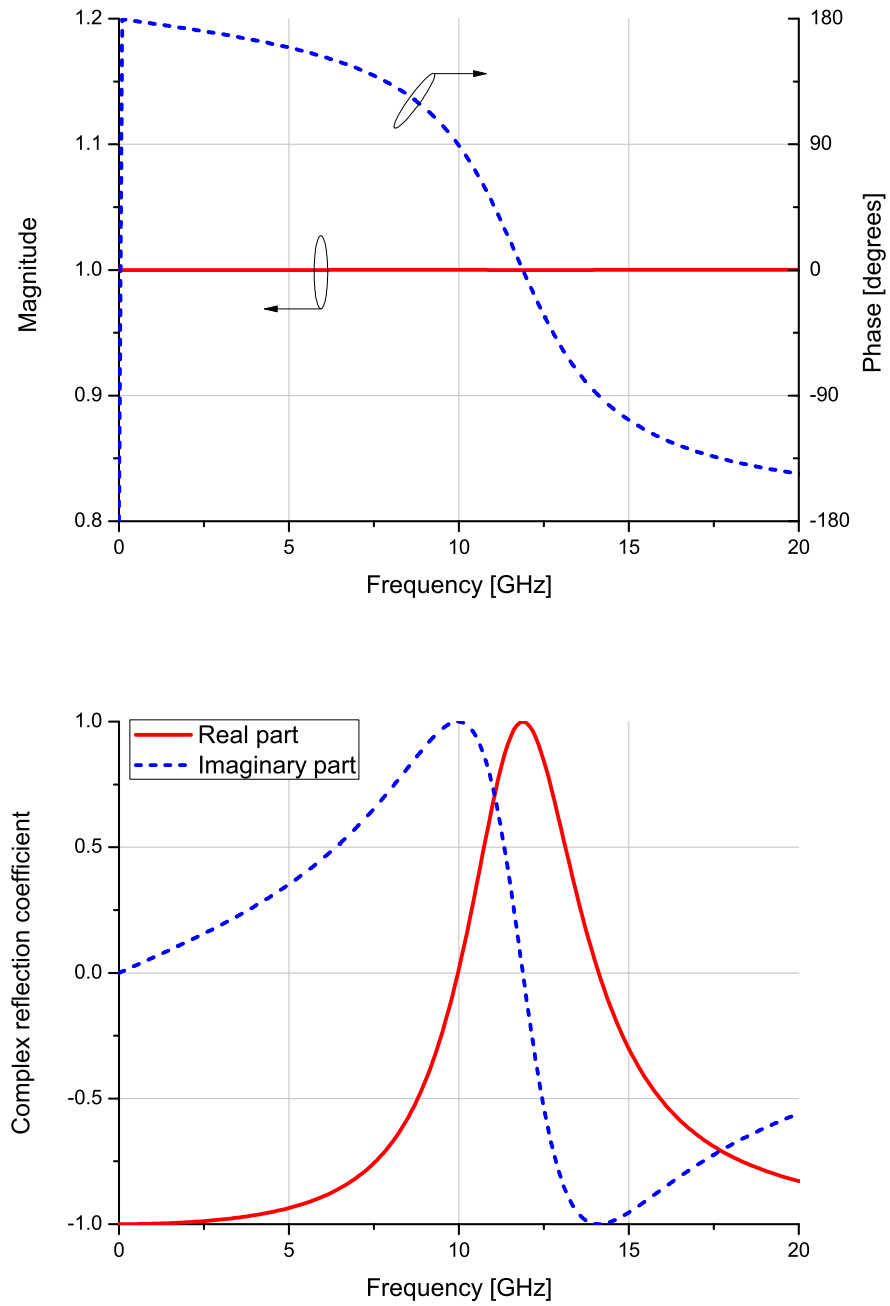 1.2
1.1
1.0
0.9
0.8
Magnitude
180
90
0
-90
-180
Phase [degrees]
0 5 10 15 20
Frequency [GHz]
Real part
Imaginary part
1.0
0.5
0.0
-0.5
-1.0
Complex reflection coefficient
0 5 10 15 20
Frequency [GHz]